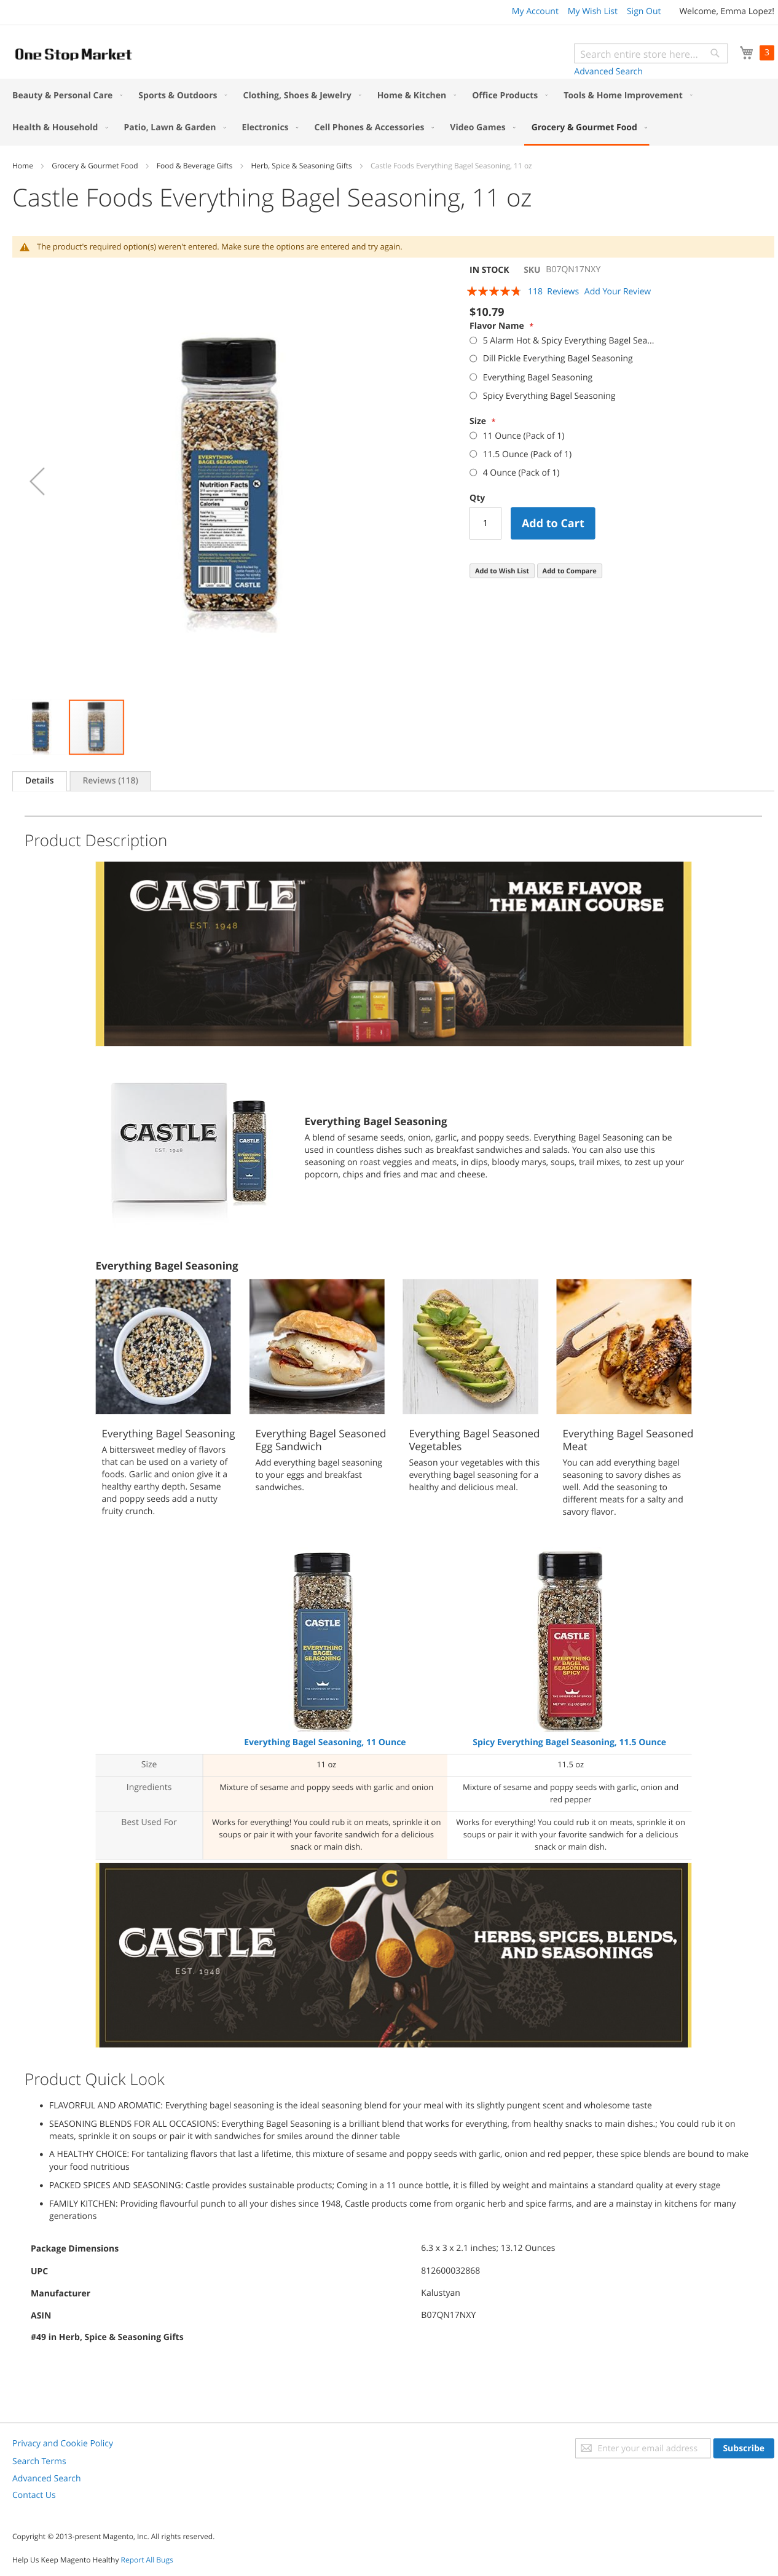 My Account My Wish List Sign Out Welcome, Emma Lopez!
One Stop Market
Search entire store here...
3
Advanced Search
Beauty & Personal Care Sports & Outdoors Clothing, Shoes & Jewelry Home & Kitchen Office Products Tools & Home Improvement
Health & Household Patio, Lawn & Garden Electronics Cell Phones & Accessories Video Games Grocery & Gourmet Food
Home Grocery & Gourmet Food Food & Beverage Gifts Herb, Spice & Seasoning Gifts Castle Foods Everything Bagel Seasoning, 11 oz
Castle Foods Everything Bagel Seasoning, 11 oz
The product's required option(s) weren't entered. Make sure the options are entered and try again.
IN STOCK SKU B07QN17NXY
118 Reviews Add Your Review
$10.79
Flavor Name *
5 Alarm Hot & Spicy Everything Bagel Sea...
Dill Pickle Everything Bagel Seasoning
Everything Bagel Seasoning
Spicy Everything Bagel Seasoning
Size *
11 Ounce (Pack of 1)
11.5 Ounce (Pack of 1)
4 Ounce (Pack of 1)
Qty
1
Add to Cart
Add to Wish List Add to Compare
EVERYTHING
BAGEL SEASONING
Nutrition Facts
Calories 0
CASTLE
Details Reviews (118)
Product Description
CASTLE™
EST. 1948
MAKE FLAVOR
THE MAIN COURSE
CASTLE
EST 1948
CASTLE
Everything Bagel Seasoning
A blend of sesame seeds, onion, garlic, and poppy seeds. Everything Bagel Seasoning can be
used in countless dishes such as breakfast sandwiches and salads. You can also use this
seasoning on roast veggies and meats, in dips, bloody marys, soups, trail mixes, to zest up your
popcorn, chips and fries and mac and cheese.
Everything Bagel Seasoning
Everything Bagel Seasoning
A bittersweet medley of flavors
that can be used on a variety of
foods. Garlic and onion give it a
healthy earthy depth. Sesame
and poppy seeds add a nutty
fruity crunch.
Everything Bagel Seasoned
Egg Sandwich
Add everything bagel seasoning
to your eggs and breakfast
sandwiches.
Everything Bagel Seasoned
Vegetables
Season your vegetables with this
everything bagel seasoning for a
healthy and delicious meal.
Everything Bagel Seasoned
Meat
You can add everything bagel
seasoning to savory dishes as
well. Add the seasoning to
different meats for a salty and
savory flavor.
CASTLE
EVERYTHING
BAGEL
SEASONING
CASTLE
EVERYTHING
BAGEL
SEASONING
SPICY
Everything Bagel Seasoning, 11 Ounce Spicy Everything Bagel Seasoning, 11.5 Ounce
Size 11 oz 11.5 oz
Ingredients Mixture of sesame and poppy seeds with garlic and onion Mixture of sesame and poppy seeds with garlic, onion and
red pepper
Best Used For Works for everything! You could rub it on meats, sprinkle it on Works for everything! You could rub it on meats, sprinkle it on
soups or pair it with your favorite sandwich for a delicious soups or pair it with your favorite sandwich for a delicious
snack or main dish. snack or main dish.
C
CASTLE
EST. 1948
HERBS, SPICES, BLENDS,
AND SEASONINGS
Product Quick Look
FLAVORFUL AND AROMATIC: Everything bagel seasoning is the ideal seasoning blend for your meal with its slightly pungent scent and wholesome taste
SEASONING BLENDS FOR ALL OCCASIONS: Everything Bagel Seasoning is a brilliant blend that works for everything, from healthy snacks to main dishes.; You could rub it on
meats, sprinkle it on soups or pair it with sandwiches for smiles around the dinner table
A HEALTHY CHOICE: For tantalizing flavors that last a lifetime, this mixture of sesame and poppy seeds with garlic, onion and red pepper, these spice blends are bound to make
your food nutritious
PACKED SPICES AND SEASONING: Castle provides sustainable products; Coming in a 11 ounce bottle, it is filled by weight and maintains a standard quality at every stage
FAMILY KITCHEN: Providing flavourful punch to all your dishes since 1948, Castle products come from organic herb and spice farms, and are a mainstay in kitchens for many
generations
Package Dimensions 6.3 x 3 x 2.1 inches; 13.12 Ounces
UPC 812600032868
Manufacturer Kalustyan
ASIN B07QN17NXY
#49 in Herb, Spice & Seasoning Gifts
Privacy and Cookie Policy
Search Terms
Advanced Search
Contact Us
Enter your email address Subscribe
Copyright © 2013-present Magento, Inc. All rights reserved.
Help Us Keep Magento Healthy Report All Bugs